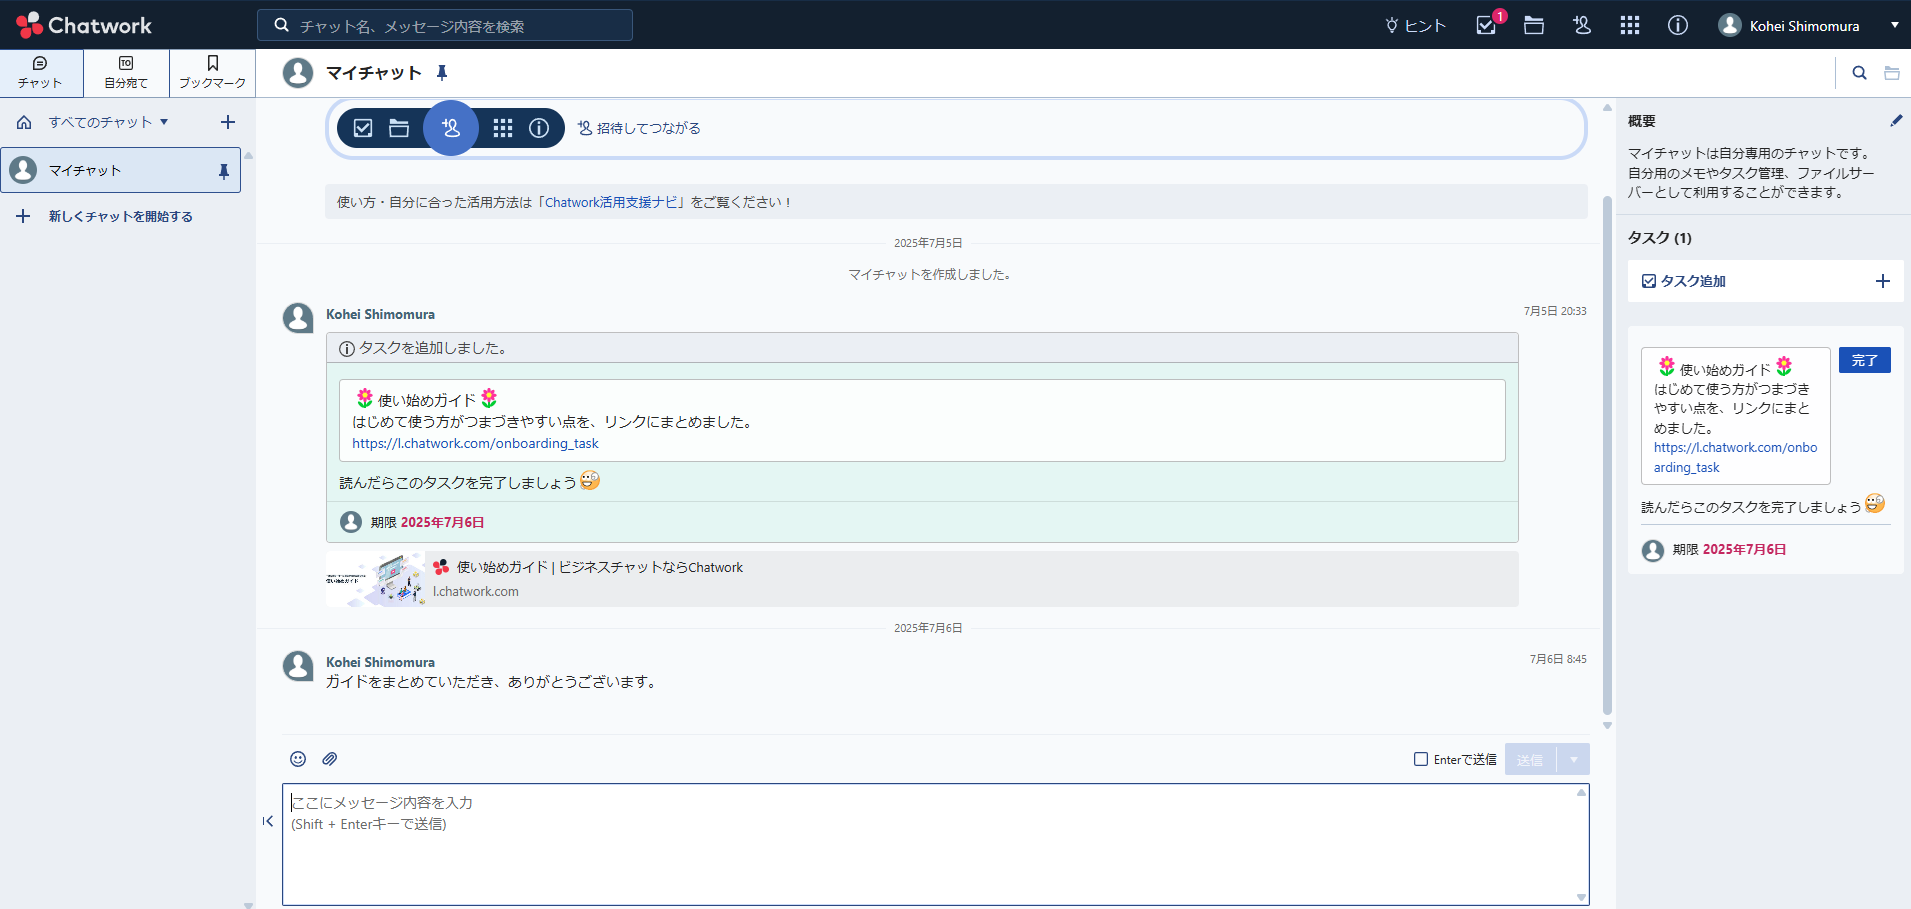 Chatwork
チャット名、メッセージ内容を検索
ヒント
1
Kohei Shimomura
チャット
自分宛て
ブックマーク
マイチャット
すべてのチャット
マイチャット
新しくチャットを開始する
招待してつながる
使い方・自分に合った活用方法は「Chatwork活用支援ナビ」をご覧ください！
2025年7月5日
マイチャットを作成しました。
Kohei Shimomura
7月5日 20:33
タスクを追加しました。
使い始めガイド
はじめて使う方がつまづきやすい点を、リンクにまとめました。
https://l.chatwork.com/onboarding_task
読んだらこのタスクを完了しましょう
期限 2025年7月6日
使い始めガイド
使い始めガイド | ビジネスチャットならChatwork
l.chatwork.com
2025年7月6日
Kohei Shimomura
7月6日 8:45
ガイドをまとめていただき、ありがとうございます。
Enterで送信
送信
ここにメッセージ内容を入力
(Shift + Enterキーで送信)
概要
マイチャットは自分専用のチャットです。
自分用のメモやタスク管理、ファイルサー
バーとして利用することができます。
タスク (1)
タスク追加
使い始めガイド
はじめて使う方がつまづき
やすい点を、リンクにまと
めました。
https://l.chatwork.com/onbo
arding_task
完了
読んだらこのタスクを完了しましょう
期限 2025年7月6日